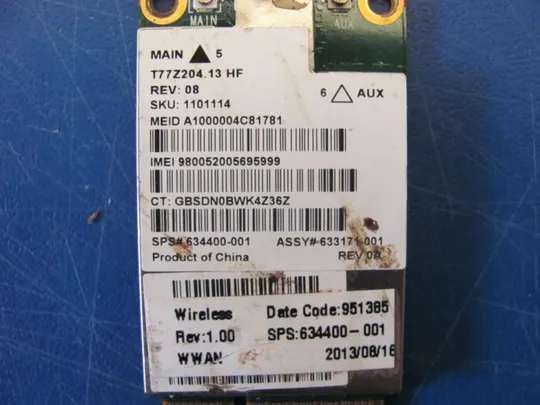 MAIN AUX
MAIN 5
T77Z204.13 HF
REV: 08 6 AUX
SKU: 1101114
MEID A1000004C81781
IMEI 980052005695999
CT: GBSDN0BWK4Z36Z
SPS# 634400-001 ASSY# 633171-001
Product of China REV 0A
Wireless Date Code:951385
Rev:1.00 SPS:634400-001
WWAN 2013/08/16